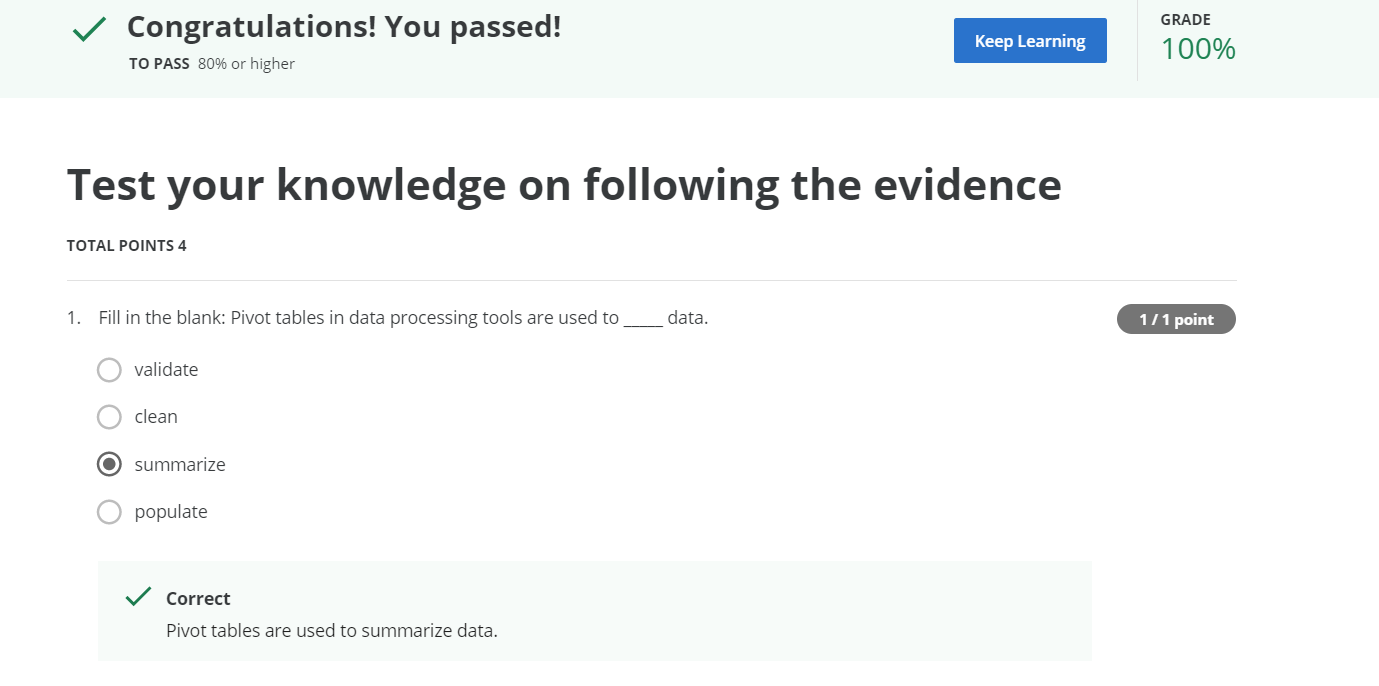 Congratulations! You passed!
TO PASS 80% or higher
Keep Learning
GRADE
100%
Test your knowledge on following the evidence
TOTAL POINTS 4
1. Fill in the blank: Pivot tables in data processing tools are used to _____ data.
1 / 1 point
validate
clean
summarize
populate
Correct
Pivot tables are used to summarize data.